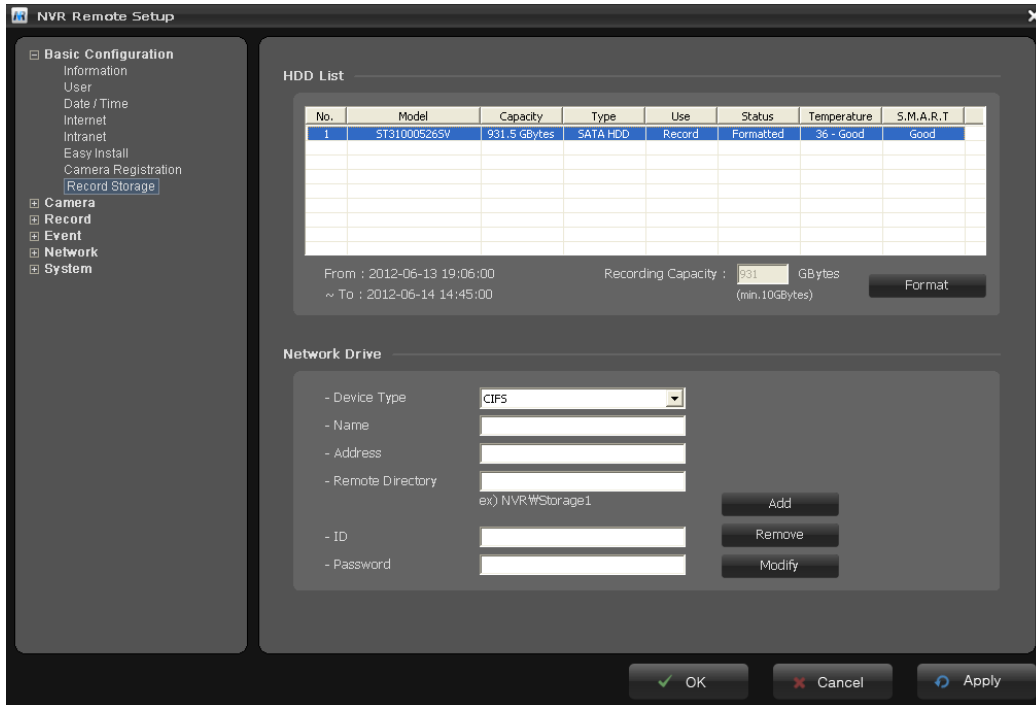 NVR Remote Setup
Basic Configuration
Information
User
Date / Time
Internet
Intranet
Easy Install
Camera Registration
Record Storage
Camera
Record
Event
Network
System
HDD List
No. Model Capacity Type Use Status Temperature S.M.A.R.T
1 ST31000526SV 931.5 GBytes SATA HDD Record Formatted 36 - Good Good
From : 2012-06-13 19:06:00
~ To : 2012-06-14 14:45:00
Recording Capacity : 931 GBytes
(min.10GBytes)
Format
Network Drive
- Device Type CIFS
- Name
- Address
- Remote Directory
ex) NVR₩Storage1
Add
- ID
Remove
- Password
Modify
OK Cancel Apply